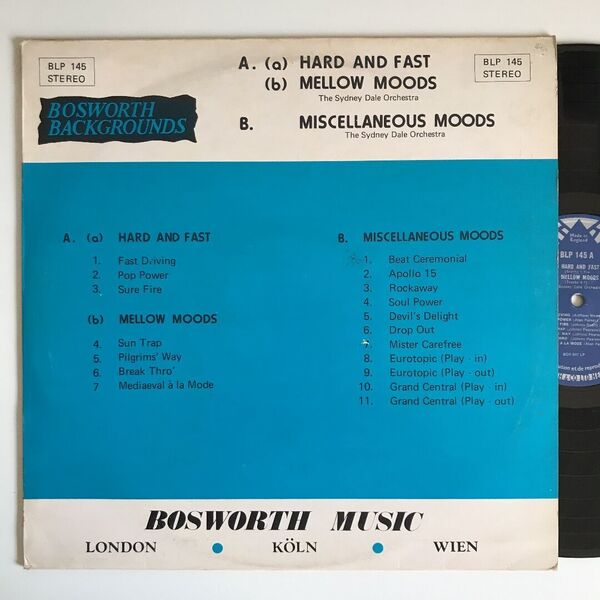 BLP 145
STEREO
BOSWORTH
BACKGROUNDS
A. (a) HARD AND FAST
(b) MELLOW MOODS
The Sydney Dale Orchestra
B. MISCELLANEOUS MOODS
The Sydney Dale Orchestra
BLP 145
STEREO
A. (a) HARD AND FAST
1. Fast Driving
2. Pop Power
3. Sure Fire
(b) MELLOW MOODS
4. Sun Trap
5. Pilgrims' Way
6. Break Thro'
7 Mediaeval à la Mode
B. MISCELLANEOUS MOODS
1. Beat Ceremonial
2. Apollo 15
3. Rockaway
4. Soul Power
5. Devil's Delight
6. Drop Out
7. Mister Carefree
8. Eurotopic (Play - in)
9. Eurotopic (Play - out)
10. Grand Central (Play - in)
11. Grand Central (Play - out)
BOSWORTH MUSIC
LONDON • KÖLN • WIEN
Made in
England
BLP 145 A
HARD AND FAST
MELLOW MOODS